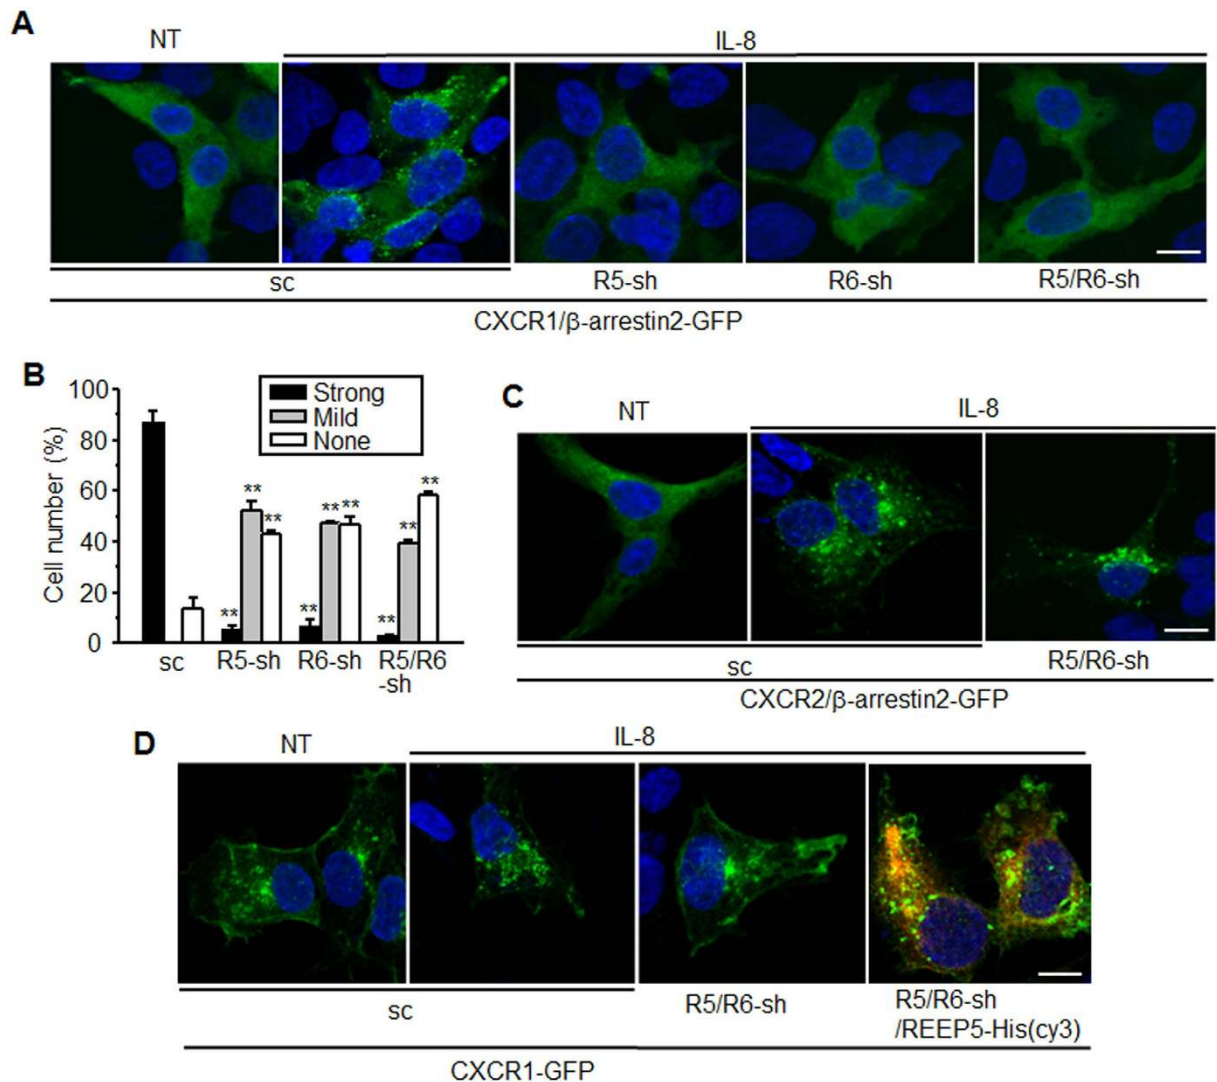 A
NT
IL-8
sc
R5-sh
R6-sh
R5/R6-sh
CXCR1/β-arrestin2-GFP
B
Cell number (%)
100
80
60
40
20
0
Strong
Mild
None
**
**
**
**
**
**
**
**
**
sc
R5-sh
R6-sh
R5/R6
-sh
C
NT
IL-8
sc
R5/R6-sh
CXCR2/β-arrestin2-GFP
D
NT
IL-8
sc
R5/R6-sh
R5/R6-sh
/REEP5-His(cy3)
CXCR1-GFP